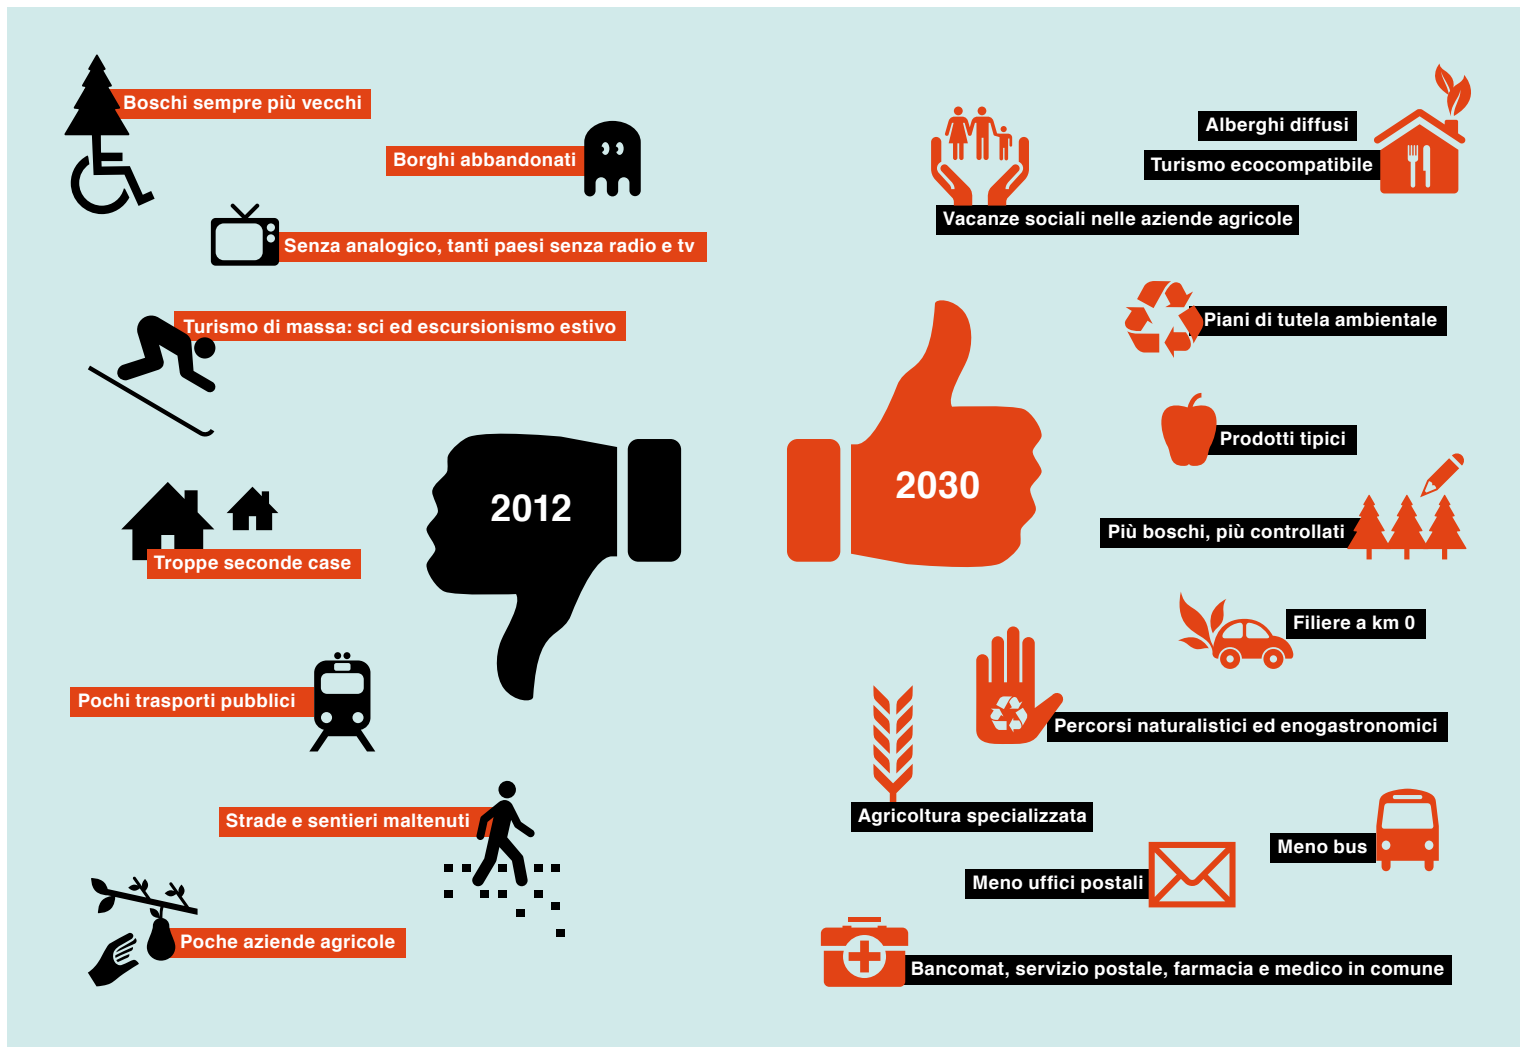 Boschi sempre più vecchi
Borghi abbandonati
Senza analogico, tanti paesi senza radio e tv
Turismo di massa: sci ed escursionismo estivo
2012
Troppe seconde case
Pochi trasporti pubblici
Strade e sentieri maltenuti
Poche aziende agricole
Alberghi diffusi
Turismo ecocompatibile
Vacanze sociali nelle aziende agricole
Piani di tutela ambientale
Prodotti tipici
2030
Più boschi, più controllati
Filiere a km 0
Percorsi naturalistici ed enogastronomici
Agricoltura specializzata
Meno bus
Meno uffici postali
Bancomat, servizio postale, farmacia e medico in comune